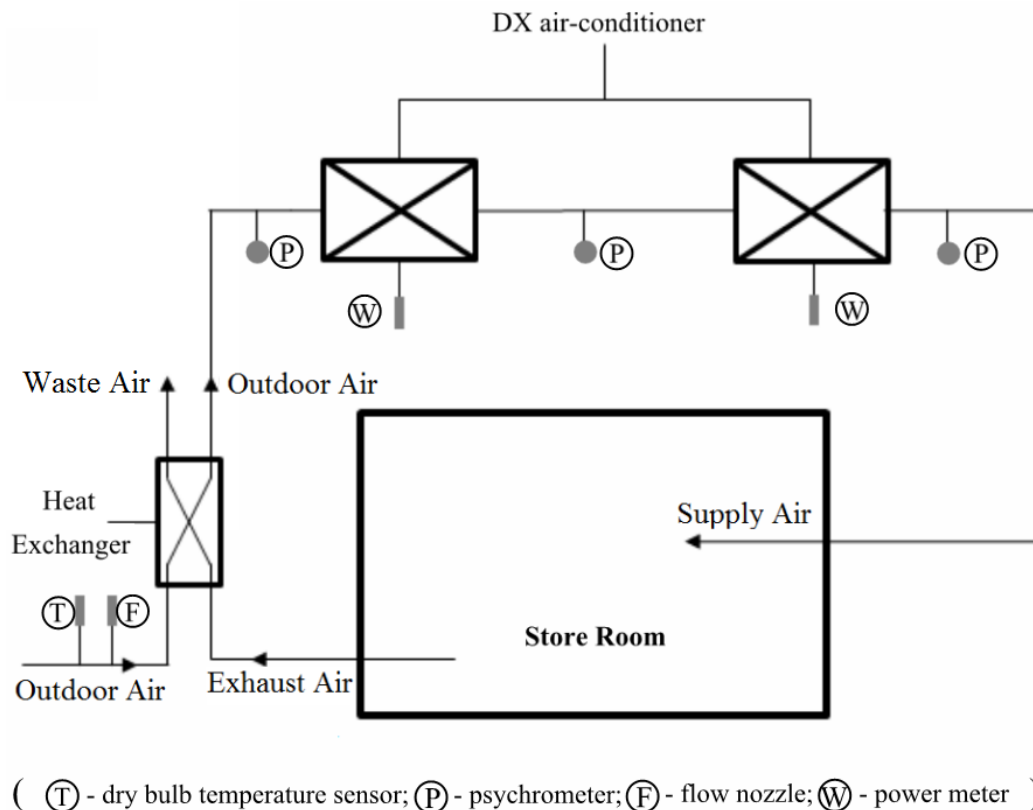 DX air-conditioner
P
P
P
W
W
Waste Air
Outdoor Air
Heat
Exchanger
Supply Air
T
F
Store Room
Outdoor Air
Exhaust Air
( T - dry bulb temperature sensor; P - psychrometer; F - flow nozzle; W - power meter )